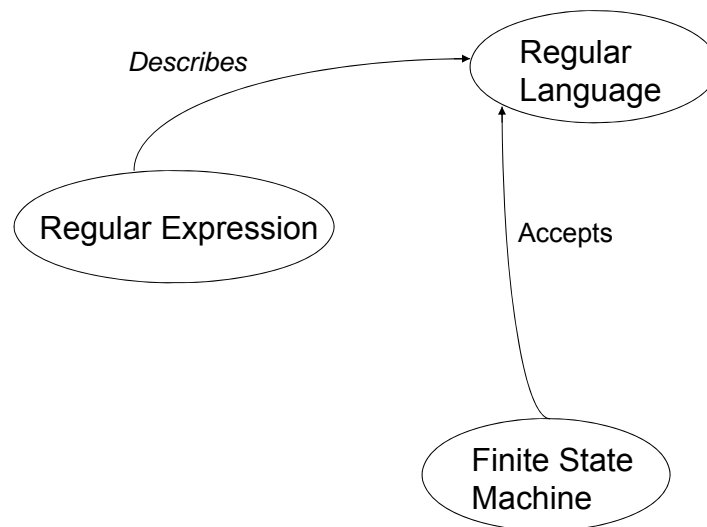 Regular
Language
Describes
Regular Expression
Accepts
Finite State
Machine